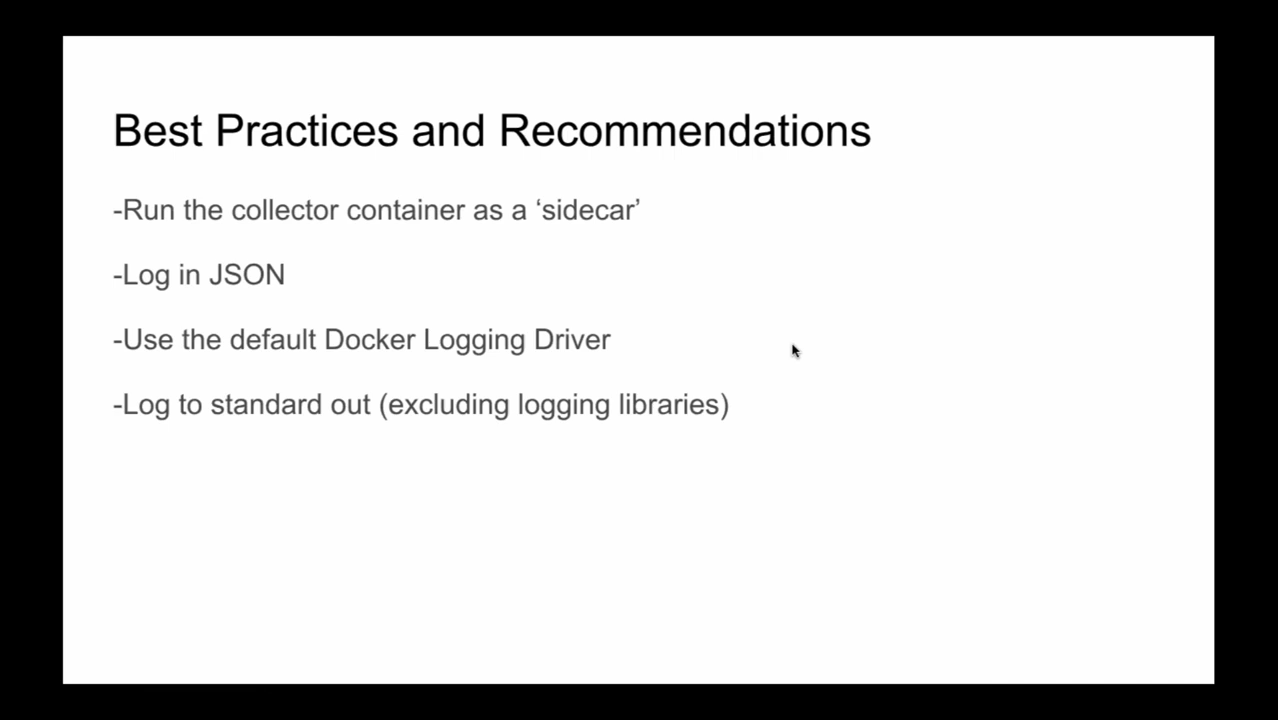 Best Practices and Recommendations
-Run the collector container as a ‘sidecar’
-Log in JSON
-Use the default Docker Logging Driver
-Log to standard out (excluding logging libraries)